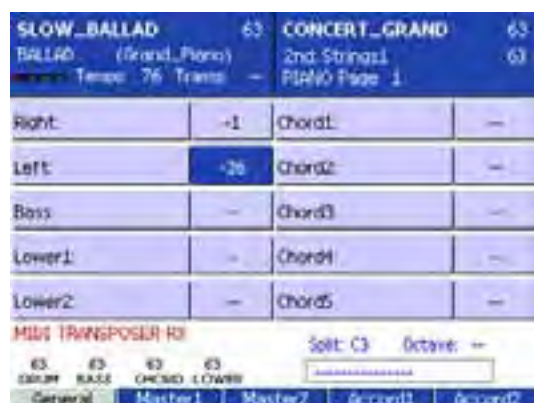 SLOW_BALLAD 63
BALLAD (Grand_Piano)
Tempo 76 Trans --
CONCERT_GRAND 63
2nd: Strings1 63
PIANO Page 1
Right: -1 Chord1: --
Left: -26 Chord2: --
Bass -- Chord3 --
Lower1: -- Chord4 --
Lower2 -- Chord5 --
MIDI TRANSPOSER R3
Split: C3 Octave: --
63 63 63 63
DRUM BASS CHORD LOWER
---------------
General Master1 Master2 Accord1 Accord2